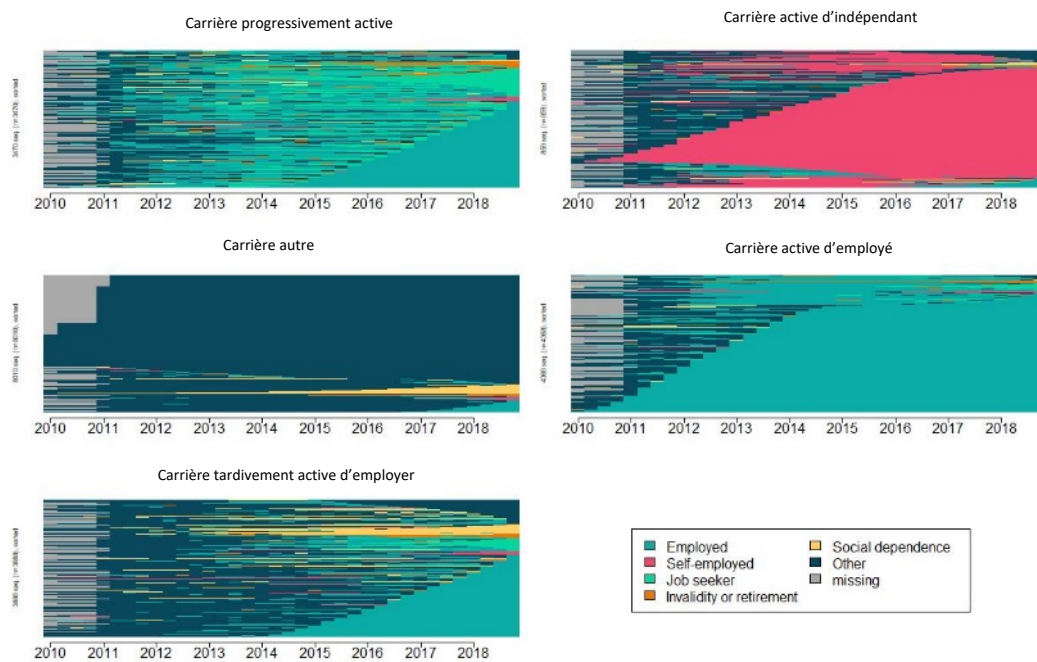 Carrière progressivement active
Carrière active d'indépendant
2010 2011 2012 2013 2014 2015 2016 2017 2018
2010 2011 2012 2013 2014 2015 2016 2017 2018
Carrière autre
Carrière active d'employé
2010 2011 2012 2013 2014 2015 2016 2017 2018
2010 2011 2012 2013 2014 2015 2016 2017 2018
Carrière tardivement active d'employer
2010 2011 2012 2013 2014 2015 2016 2017 2018
Employed
Self-employed
Job seeker
Invalidity or retirement
Social dependence
Other
missing